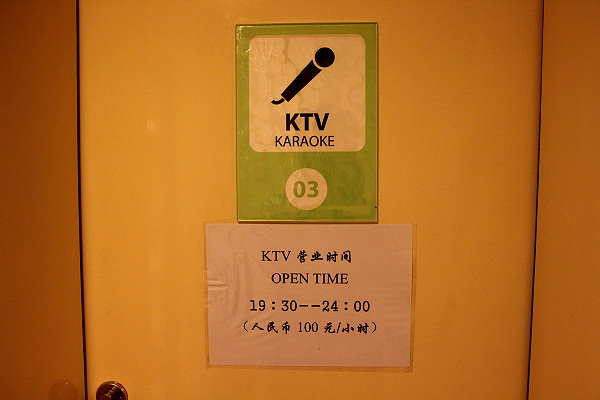 KTV
KARAOKE
03
KTV 营业时间
OPEN TIME
19：30--24：00
（人民币 100 元/小时）